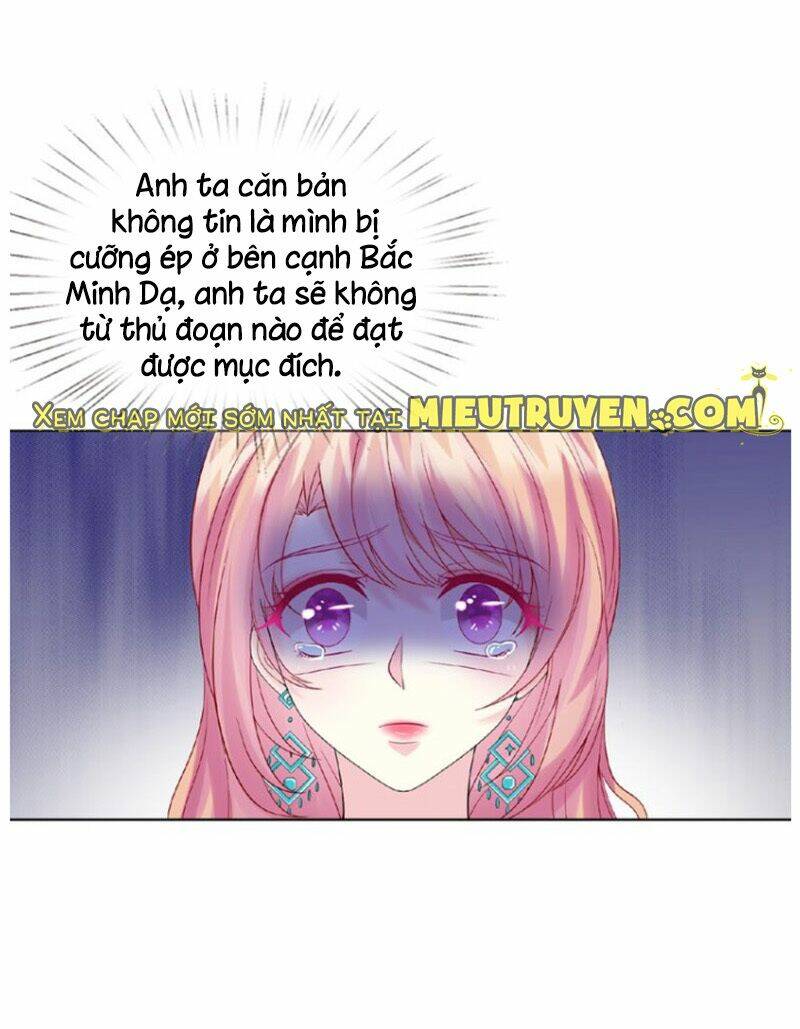 Anh ta căn bản
không tin là mình bị
cưỡng ép ở bên cạnh Bắc
Minh Dạ, anh ta sẽ không
từ thủ đoạn nào để đạt
được mục đích.
Xem chap mới sớm nhất tại MIEUTRUYEN.COM